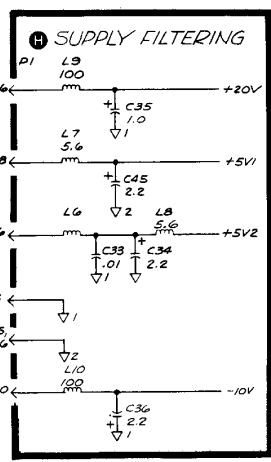 H SUPPLY FILTERING
P1
L9
100
+20V
+ C35
1.0
1
L7
5.6
+5V1
+ C45
2.2
2
L6
L8
5.6
+5V2
C33
.01
1
+ C34
2.2
1
2
L10
100
-10V
C36
+ 2.2
1